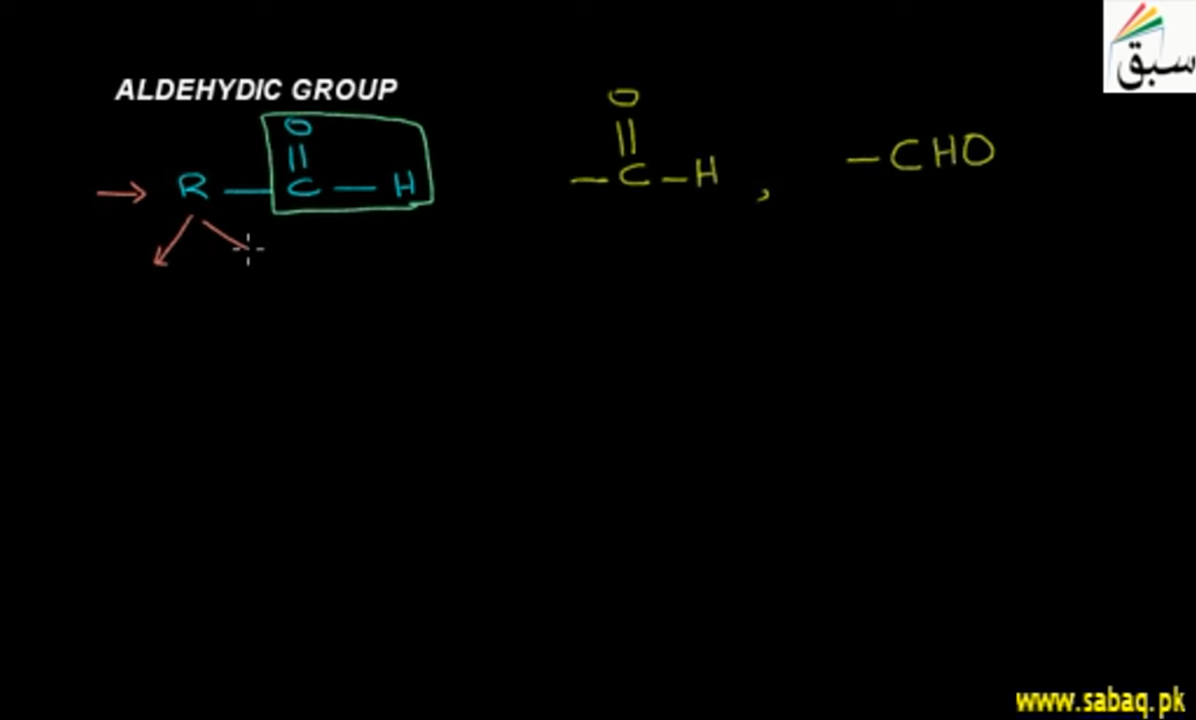 سبق
ALDEHYDIC GROUP
O
||
R — C — H
O
||
— C — H ,
— CHO
www.sabaq.pk